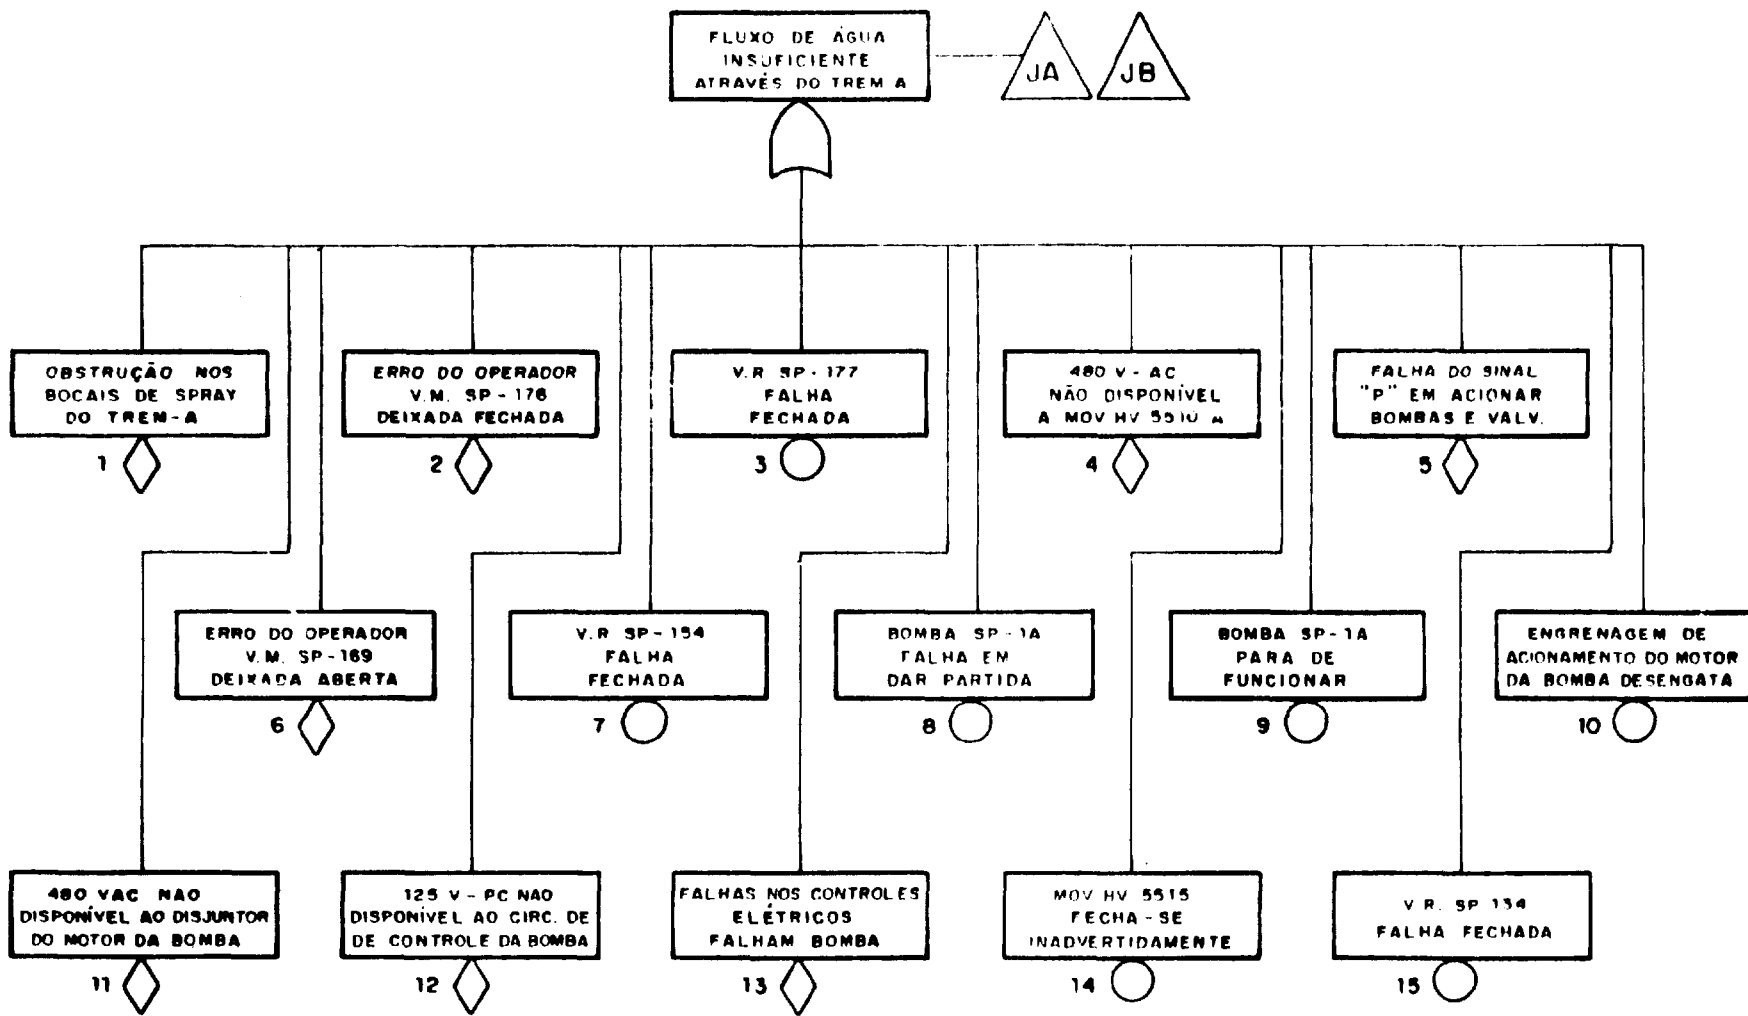 FLUXO DE ÁGUA
INSUFICIENTE
ATRAVÉS DO TREM A
JA
JB
OBSTRUÇÃO NOS
BOCAIS DE SPRAY
DO TREM-A
1
ERRO DO OPERADOR
V.M. SP-176
DEIXADA FECHADA
2
V.R SP-177
FALHA
FECHADA
3
480 V-AC
NÃO DISPONÍVEL
A MOV HV 5510 A
4
FALHA DO SINAL
"P" EM ACIONAR
BOMBAS E VALV.
5
ERRO DO OPERADOR
V.M. SP-169
DEIXADA ABERTA
6
V.R SP-154
FALHA
FECHADA
7
BOMBA SP-1A
FALHA EM
DAR PARTIDA
8
BOMBA SP-1A
PARA DE
FUNCIONAR
9
ENGRENAGEM DE
ACIONAMENTO DO MOTOR
DA BOMBA DESENGATA
10
480 VAC NAO
DISPONÍVEL AO DISJUNTOR
DO MOTOR DA BOMBA
11
125 V-PC NAO
DISPONÍVEL AO CIRC. DE
DE CONTROLE DA BOMBA
12
FALHAS NOS CONTROLES
ELÉTRICOS
FALHAM BOMBA
13
MOV HV 5515
FECHA-SE
INADVERTIDAMENTE
14
V.R. SP 134
FALHA FECHADA
15